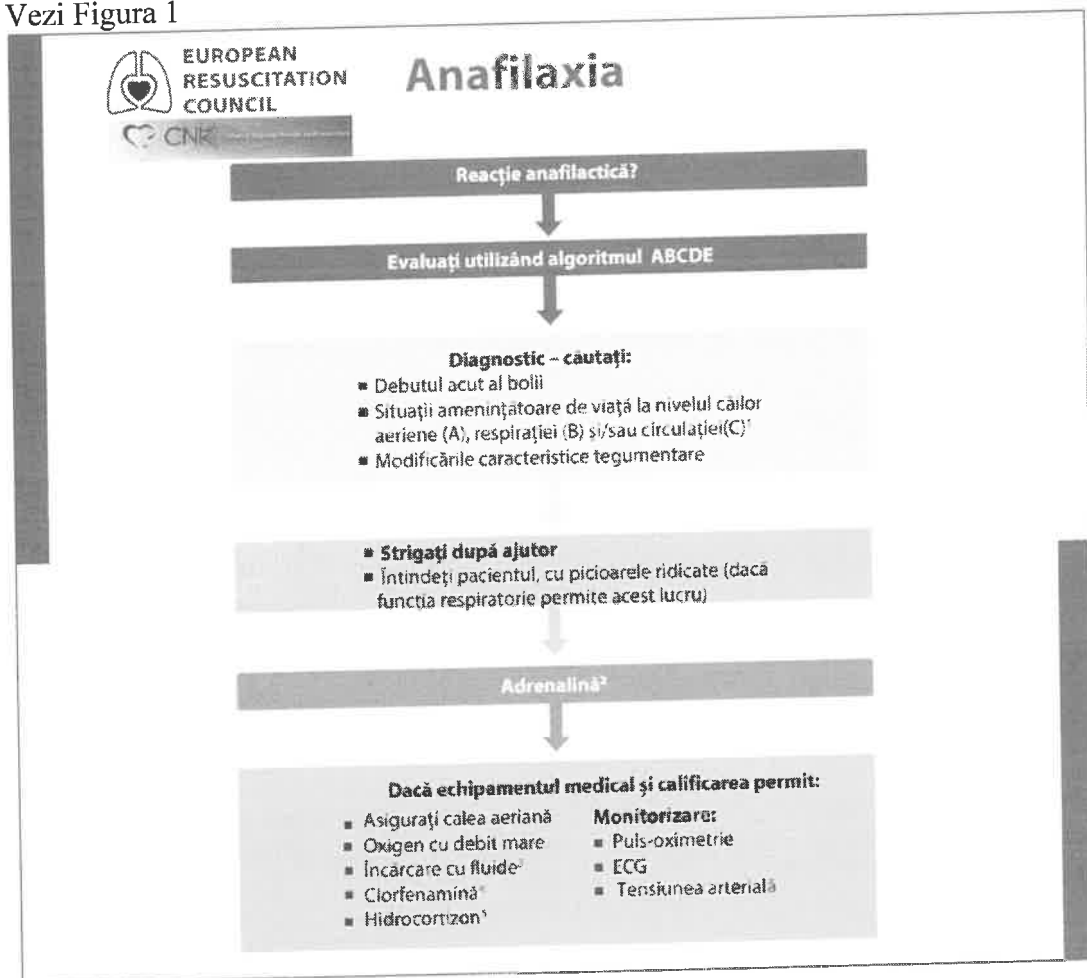 Vezi Figura 1
EUROPEAN
RESUSCITATION
COUNCIL
Anafilaxia
CNR
Reacție anafilactică?
Evaluați utilizând algoritmul ABCDE
Diagnostic – căutați:
▪ Debutul acut al bolii
▪ Situații amenințătoare de viață la nivelul căilor
aeriene (A), respirației (B) și/sau circulației(C)¹
▪ Modificările caracteristice tegumentare
▪ Strigați după ajutor
▪ Întindeți pacientul, cu picioarele ridicate (dacă
funcția respiratorie permite acest lucru)
Adrenalină²
Dacă echipamentul medical și calificarea permit:
▪ Asigurați calea aeriană
▪ Oxigen cu debit mare
▪ Încărcare cu fluide³
▪ Clorfenamină⁴
▪ Hidrocortizon⁵
Monitorizare:
▪ Puls-oximetrie
▪ ECG
▪ Tensiunea arterială